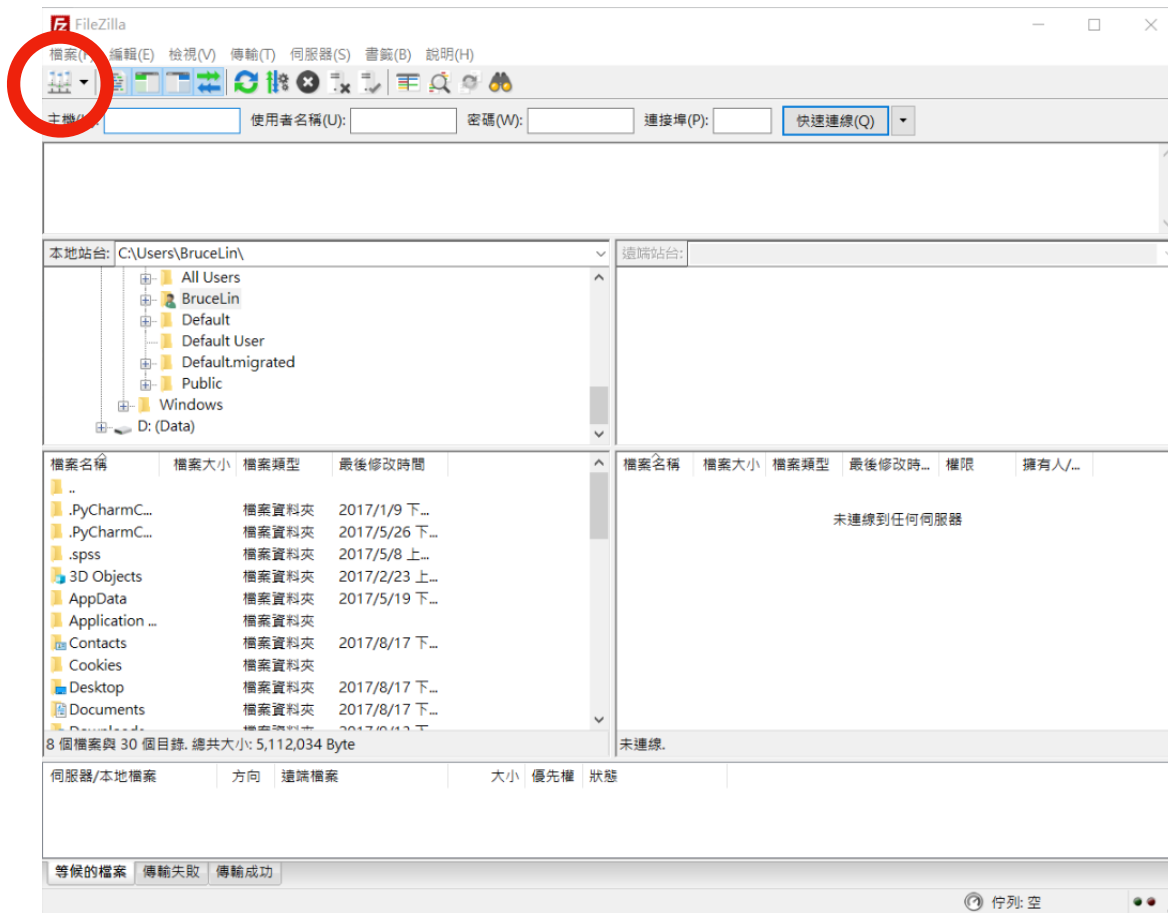 FileZilla
檔案(F) 編輯(E) 檢視(V) 傳輸(T) 伺服器(S) 書籤(B) 說明(H)
主機(H): 使用者名稱(U): 密碼(W): 連接埠(P): 快速連線(Q)
本地站台: C:\Users\BruceLin\
遠端站台:
All Users
BruceLin
Default
Default User
Default.migrated
Public
Windows
D: (Data)
檔案名稱 檔案大小 檔案類型 最後修改時間
..
.PyCharmC... 檔案資料夾 2017/1/9 下...
.PyCharmC... 檔案資料夾 2017/5/26 下...
.spss 檔案資料夾 2017/5/8 上...
3D Objects 檔案資料夾 2017/2/23 上...
AppData 檔案資料夾 2017/5/19 下...
Application ... 檔案資料夾
Contacts 檔案資料夾 2017/8/17 下...
Cookies 檔案資料夾
Desktop 檔案資料夾 2017/8/17 下...
Documents 檔案資料夾 2017/8/17 下...
8 個檔案與 30 個目錄. 總共大小: 5,112,034 Byte
檔案名稱 檔案大小 檔案類型 最後修改時... 權限 擁有人/...
未連線到任何伺服器
未連線.
伺服器/本地檔案 方向 遠端檔案 大小 優先權 狀態
等候的檔案 傳輸失敗 傳輸成功
佇列: 空